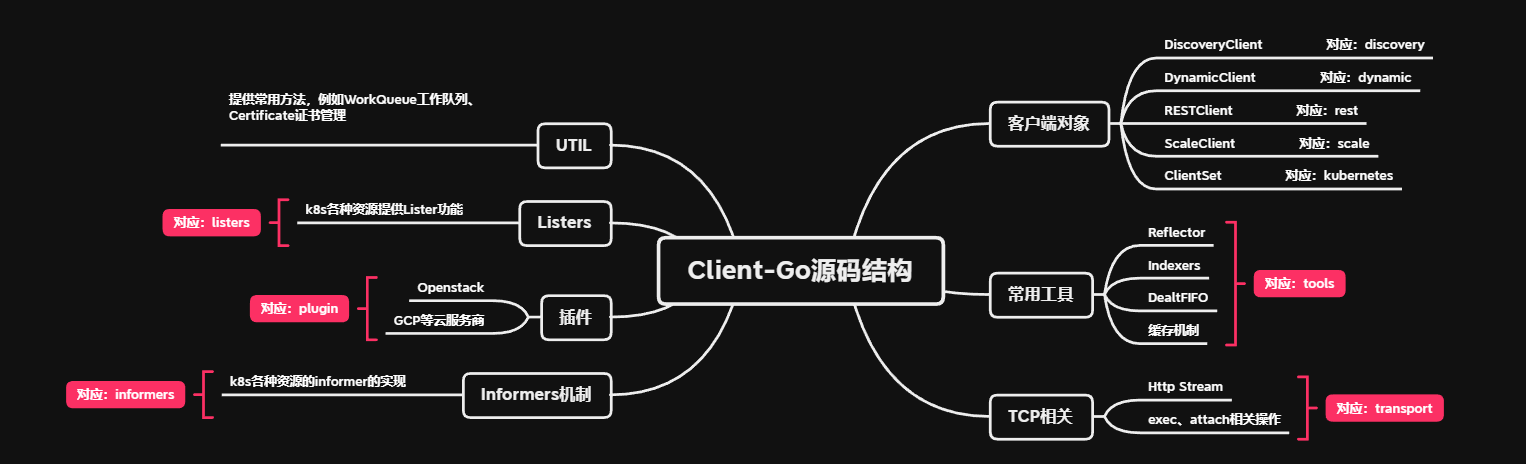 Client-Go源码结构
客户端对象
DiscoveryClient 对应：discovery
DynamicClient 对应：dynamic
RESTClient 对应：rest
ScaleClient 对应：scale
ClientSet 对应：kubernetes
常用工具
Reflector
Indexers
DealtFIFO
缓存机制
对应：tools
TCP相关
Http Stream
exec、attach相关操作
对应：transport
UTIL
提供常用方法，例如WorkQueue工作队列、
Certificate证书管理
Listers
k8s各种资源提供Lister功能
对应：listers
插件
Openstack
GCP等云服务商
对应：plugin
Informers机制
k8s各种资源的informer的实现
对应：informers